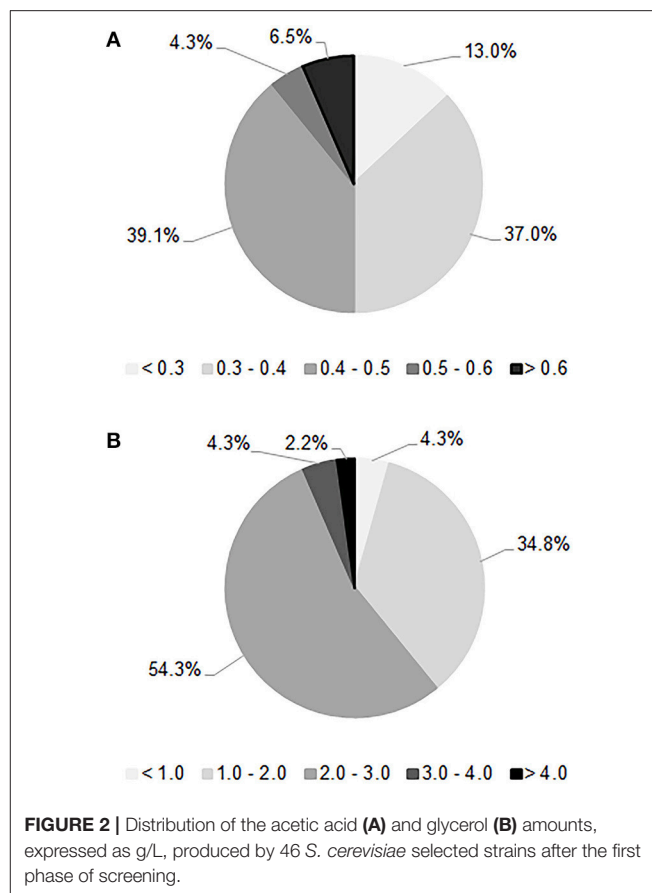 A
6.5%
4.3%
13.0%
39.1%
37.0%
< 0.3 0.3 - 0.4 0.4 - 0.5 0.5 - 0.6 > 0.6
B
4.3% 2.2% 4.3%
34.8%
54.3%
< 1.0 1.0 - 2.0 2.0 - 3.0 3.0 - 4.0 > 4.0
FIGURE 2 | Distribution of the acetic acid (A) and glycerol (B) amounts,
expressed as g/L, produced by 46 S. cerevisiae selected strains after the first
phase of screening.